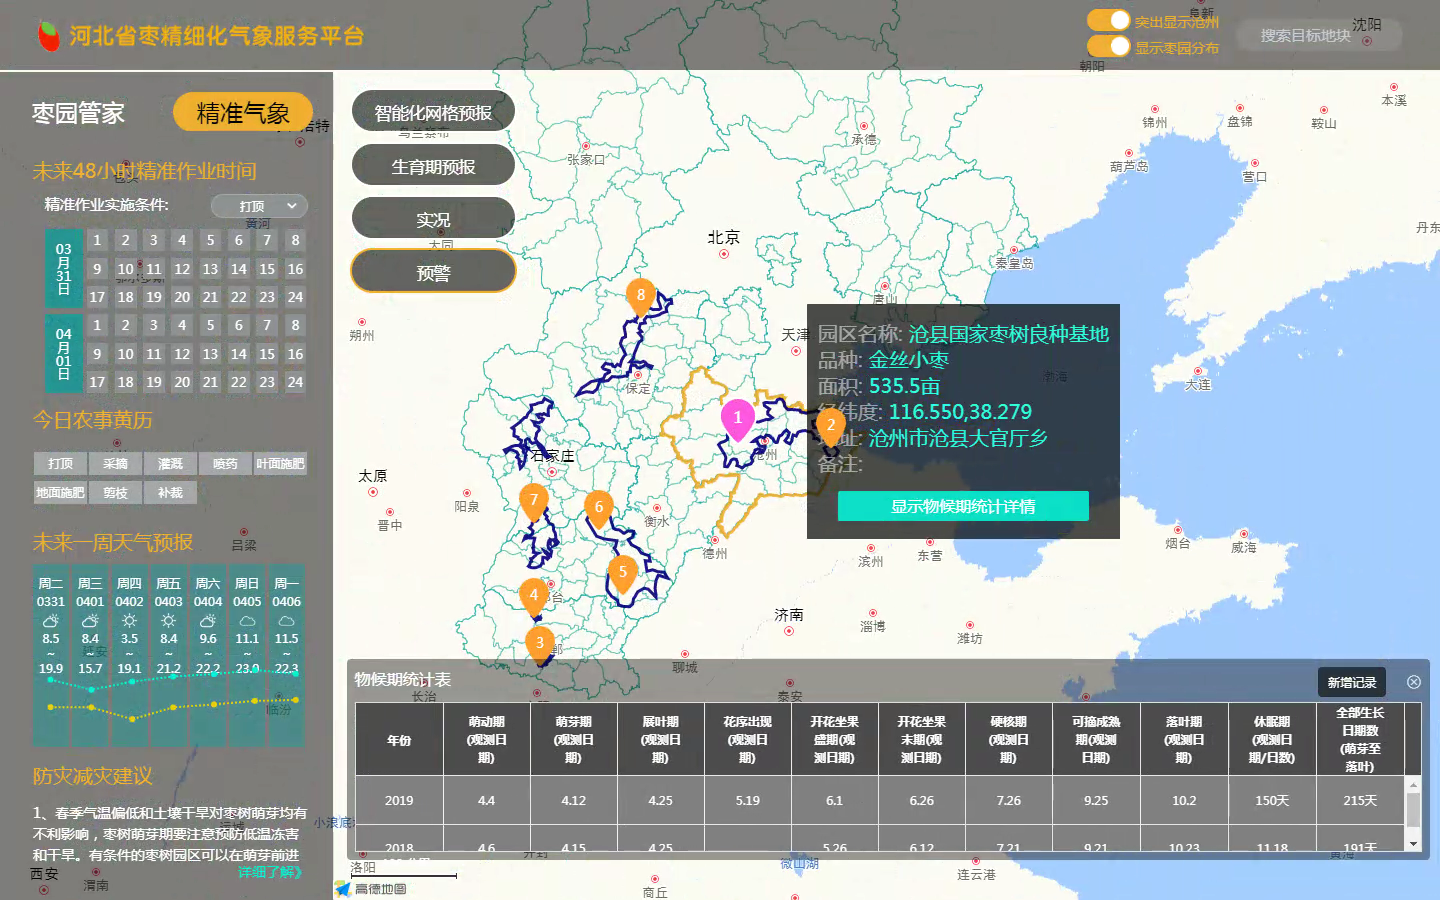 河北省枣精细化气象服务平台
突出显示沧州
显示枣园分布
搜索目标地块
枣园管家
精准气象
未来48小时精准作业时间
精准作业实施条件:
打顶
03月31日
1 2 3 4 5 6 7 8
9 10 11 12 13 14 15 16
17 18 19 20 21 22 23 24
04月01日
1 2 3 4 5 6 7 8
9 10 11 12 13 14 15 16
17 18 19 20 21 22 23 24
今日农事黄历
打顶 采摘 灌溉 喷药 叶面施肥
地面施肥 剪枝 补栽
未来一周天气预报
周二 周三 周四 周五 周六 周日 周一
0331 0401 0402 0403 0404 0405 0406
8.5 8.4 3.5 8.4 9.6 11.1 11.5
~ ~ ~ ~ ~ ~ ~
19.9 15.7 19.1 21.2 22.2 23.9 22.3
防灾减灾建议
1、春季气温偏低和土壤干旱对枣树萌芽均有
不利影响，枣树萌芽期要注意预防低温冻害
和干旱。有条件的枣树园区可以在萌芽前进
详细了解》
智能化网格预报
生育期预报
实况
预警
园区名称: 沧县国家枣树良种基地
品种: 金丝小枣
面积: 535.5亩
经纬度: 116.550,38.279
地址: 沧州市沧县大官厅乡
备注:
显示物候期统计详情
1
2
3
4
5
6
7
8
阜新
沈阳
朝阳
本溪
锦州
盘锦
鞍山
葫芦岛
营口
丹东
承德
张家口
乌兰察布
大同
北京
秦皇岛
唐山
天津
渤海
大连
朔州
保定
石家庄
沧州
太原
阳泉
晋中
衡水
德州
滨州
东营
烟台
威海
黄河
吕梁
延安
临汾
运城
济南
淄博
潍坊
聊城
泰安
长治
小浪底
西安
渭南
洛阳
开封
商丘
微山湖
连云港
黄海
高德地图
物候期统计表
新增记录
年份
萌动期(观测日期)
萌芽期(观测日期)
展叶期(观测日期)
花序出现(观测日期)
开花坐果盛期(观测日期)
开花坐果末期(观测日期)
硬核期(观测日期)
可摘成熟期(观测日期)
落叶期(观测日期)
休眠期(观测日期/日数)
全部生长日期数(萌芽至落叶)
2019 4.4 4.12 4.25 5.19 6.1 6.26 7.26 9.25 10.2 150天 215天
2018 4.6 4.15 4.25 5.26 6.12 7.21 9.21 10.23 11.18 191天